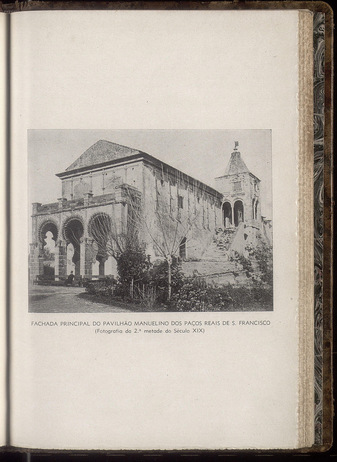 FACHADA PRINCIPAL DO PAVILHÃO MANUELINO DOS PAÇOS REAIS DE S. FRANCISCO
(Fotografia da 2.ª metade do Século XIX)